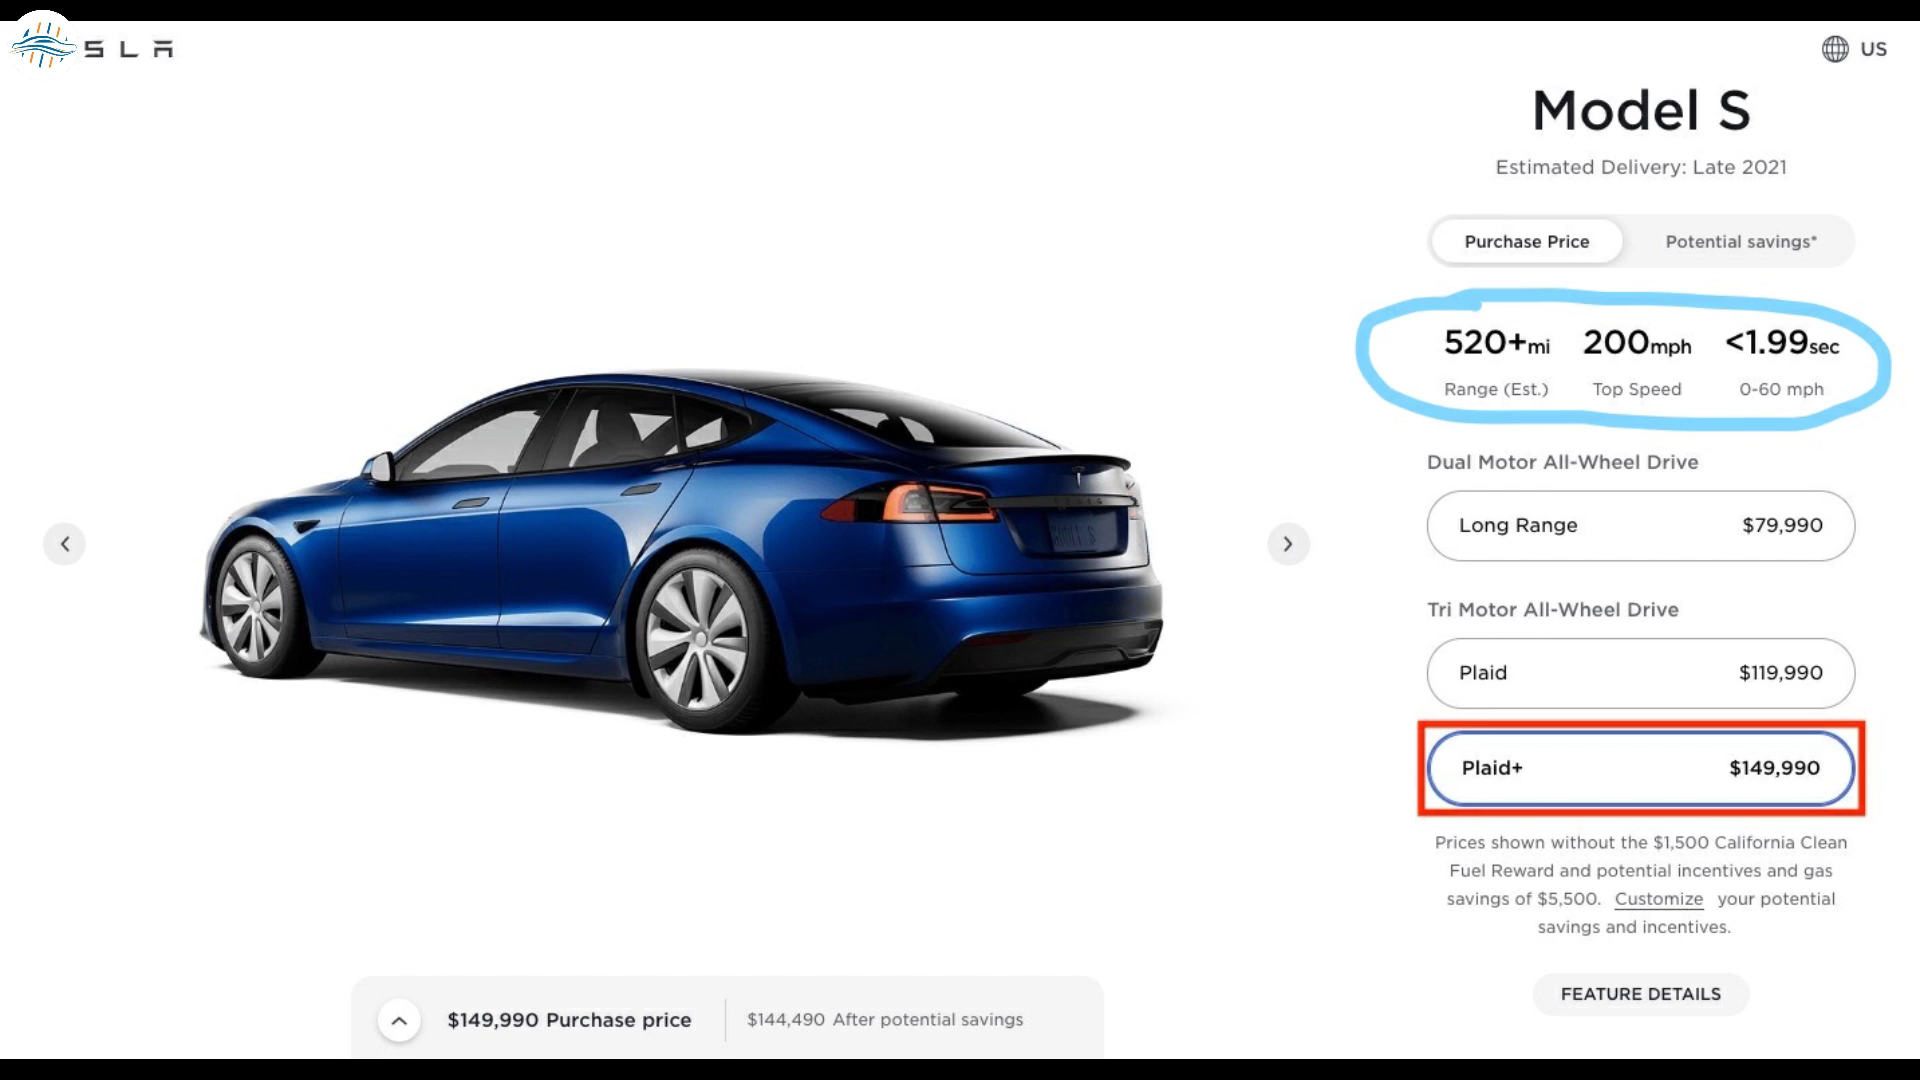 SLA
US
Model S
Estimated Delivery: Late 2021
Purchase Price
Potential savings*
520+mi 200mph <1.99sec
Range (Est.) Top Speed 0-60 mph
Dual Motor All-Wheel Drive
Long Range $79,990
Tri Motor All-Wheel Drive
Plaid $119,990
Plaid+ $149,990
Prices shown without the $1,500 California Clean
Fuel Reward and potential incentives and gas
savings of $5,500. Customize your potential
savings and incentives.
FEATURE DETAILS
$149,990 Purchase price
$144,490 After potential savings